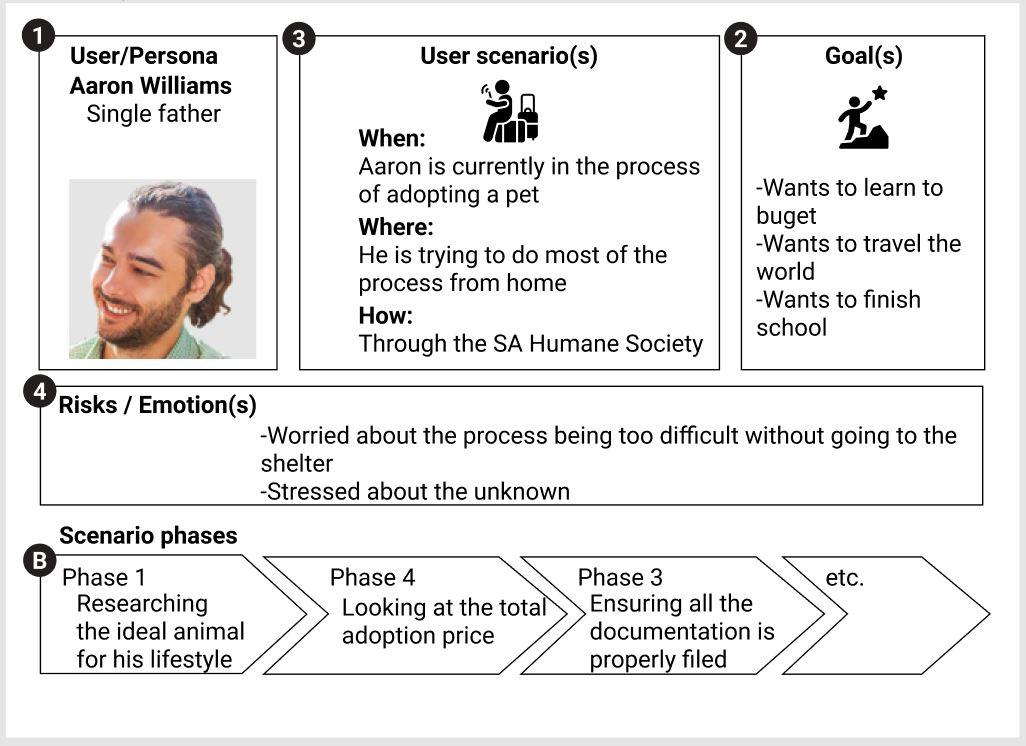 1
User/Persona
Aaron Williams
Single father
3
User scenario(s)
When:
Aaron is currently in the process
of adopting a pet
Where:
He is trying to do most of the
process from home
How:
Through the SA Humane Society
2
Goal(s)
-Wants to learn to
buget
-Wants to travel the
world
-Wants to finish
school
4
Risks / Emotion(s)
-Worried about the process being too difficult without going to the
shelter
-Stressed about the unknown
Scenario phases
B
Phase 1
Researching
the ideal animal
for his lifestyle
Phase 4
Looking at the total
adoption price
Phase 3
Ensuring all the
documentation is
properly filed
etc.